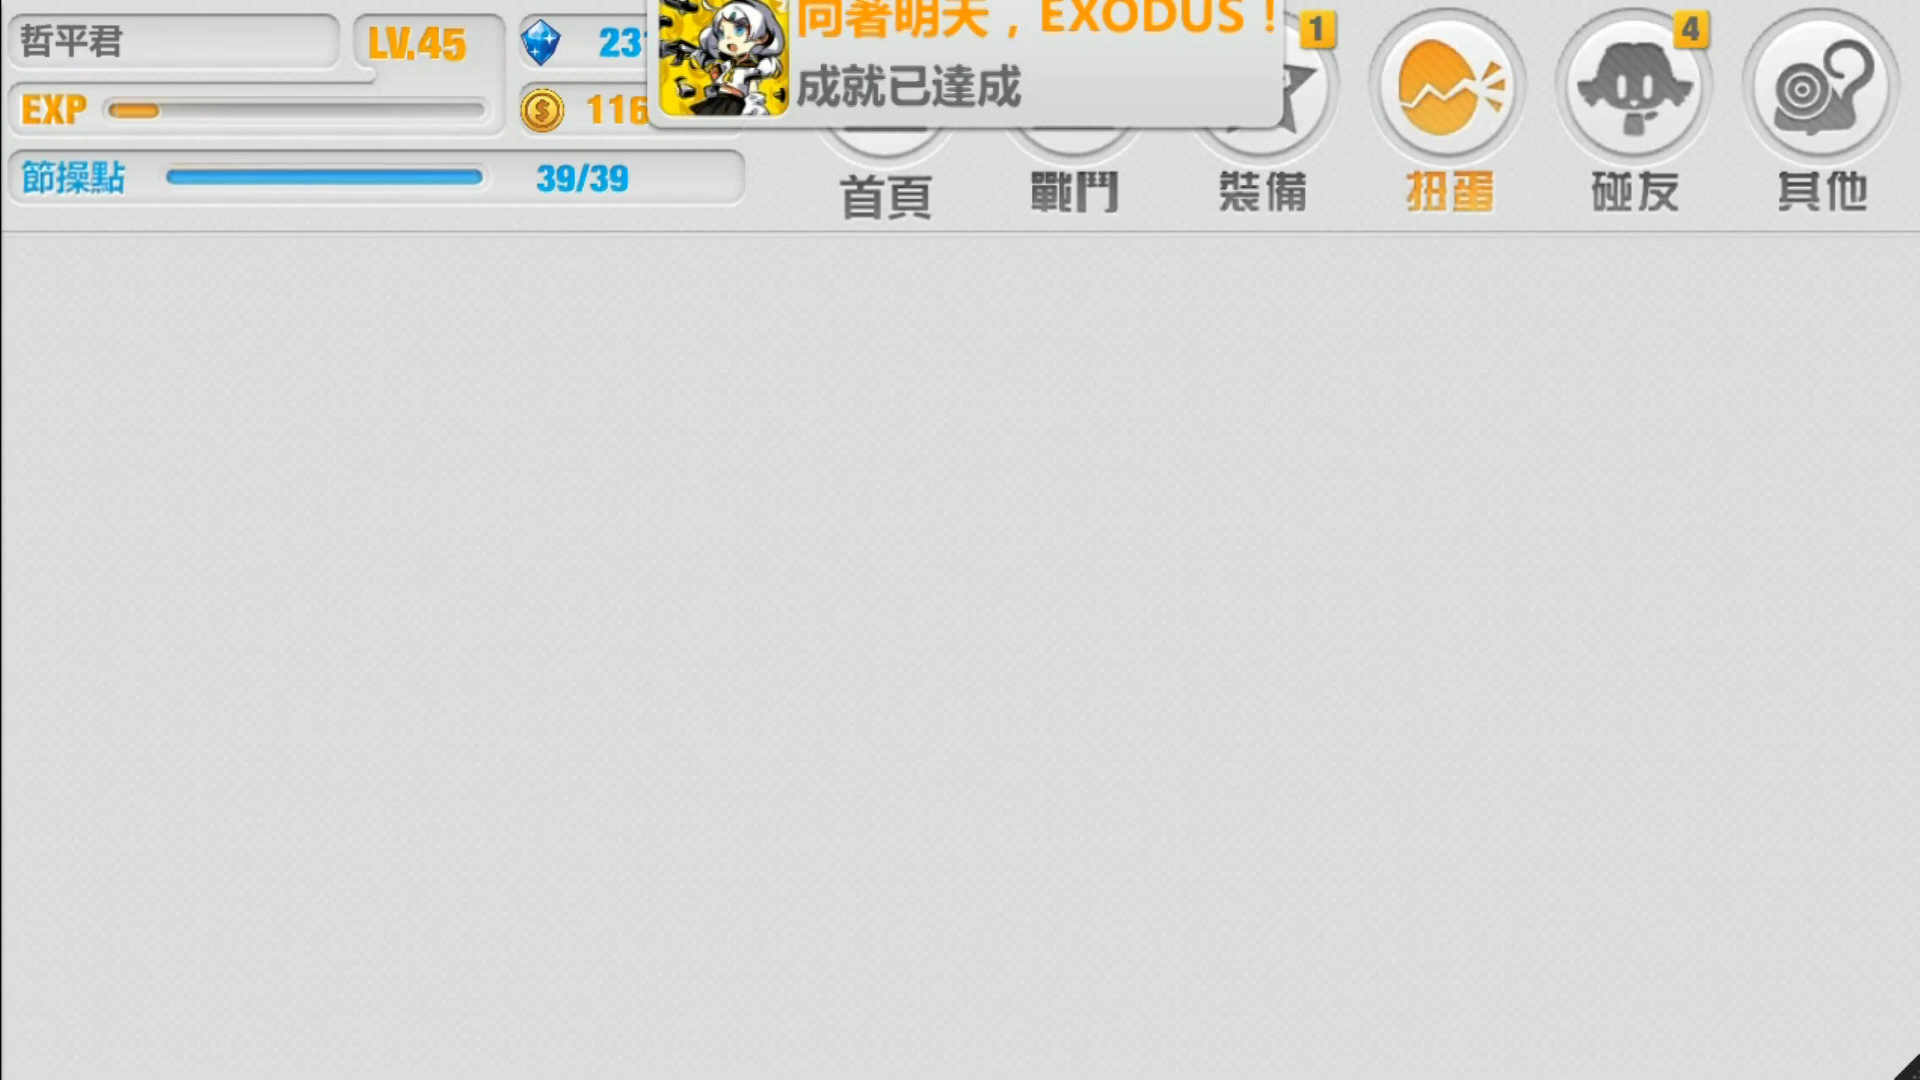 哲平君
LV.45
23
向著明天，EXODUS！
成就已達成
1
4
EXP
116
節操點
39/39
首頁
戰鬥
裝備
扭蛋
碰友
其他